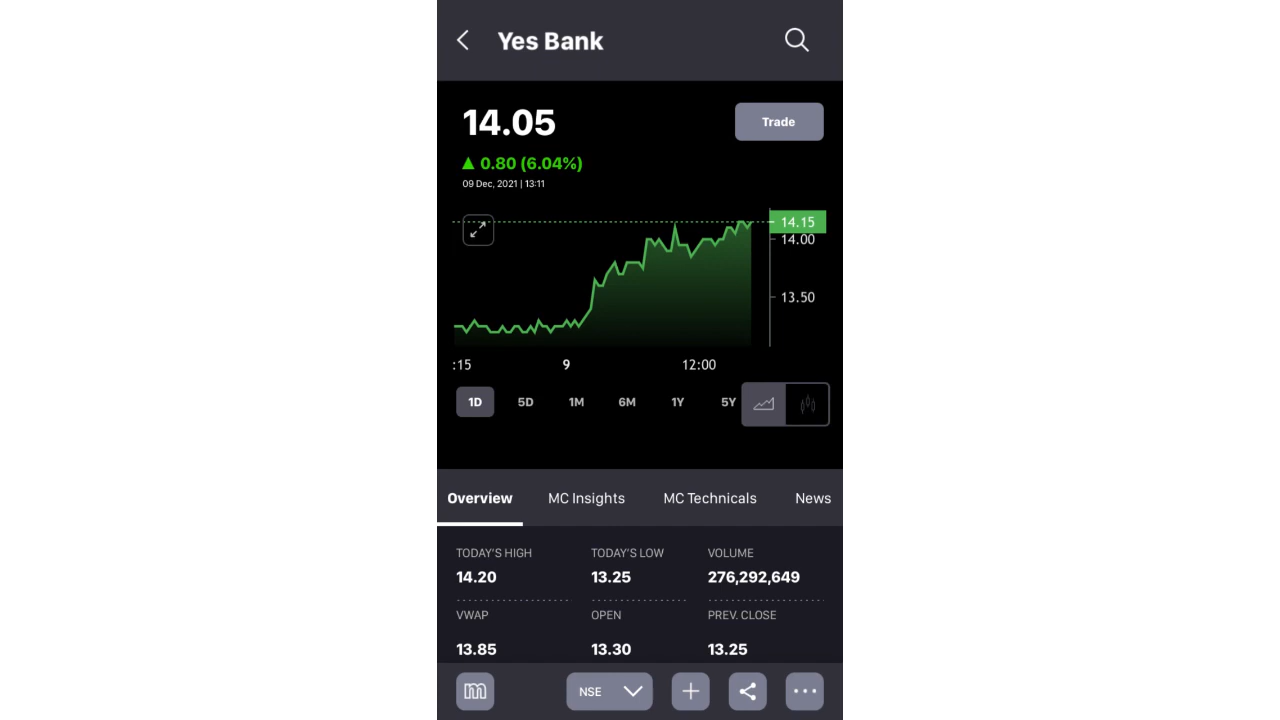 Yes Bank
14.05
Trade
▲ 0.80 (6.04%)
09 Dec, 2021 | 13:11
14.15
14.00
13.50
:15 9 12:00
1D 5D 1M 6M 1Y 5Y
Overview MC Insights MC Technicals News
TODAY'S HIGH TODAY'S LOW VOLUME
14.20 13.25 276,292,649
VWAP OPEN PREV. CLOSE
13.85 13.30 13.25
m NSE